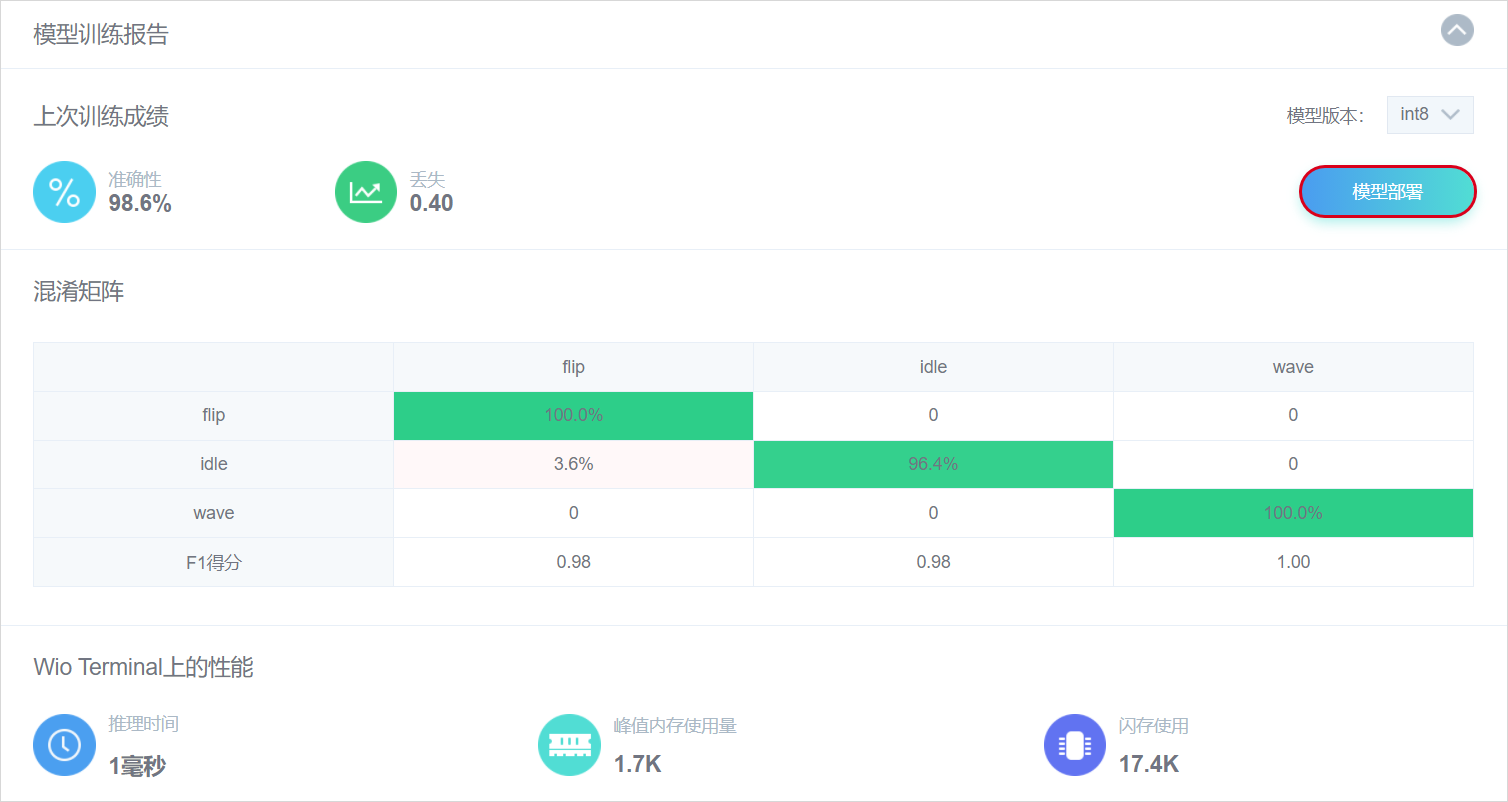 模型训练报告
上次训练成绩
模型版本： int8
准确性
98.6%
丢失
0.40
模型部署
混淆矩阵
flip idle wave
flip 100.0% 0 0
idle 3.6% 96.4% 0
wave 0 0 100.0%
F1得分 0.98 0.98 1.00
Wio Terminal上的性能
推理时间
1毫秒
峰值内存使用量
1.7K
闪存使用
17.4K